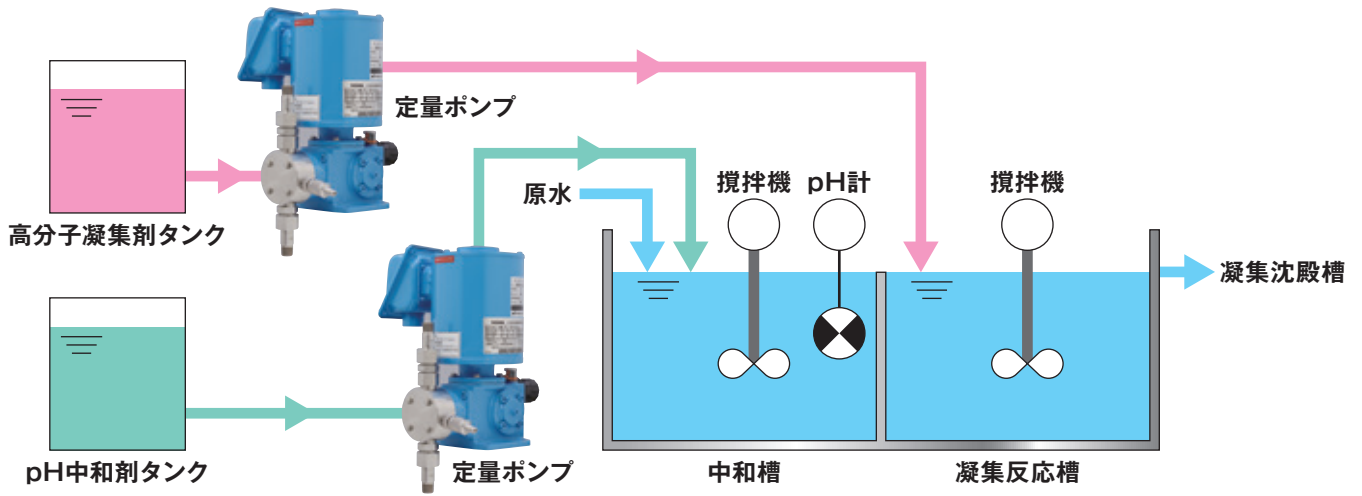 定量ポンプ
高分子凝集剤タンク
原水
攪拌機
pH計
攪拌機
凝集沈殿槽
pH中和剤タンク
定量ポンプ
中和槽
凝集反応槽